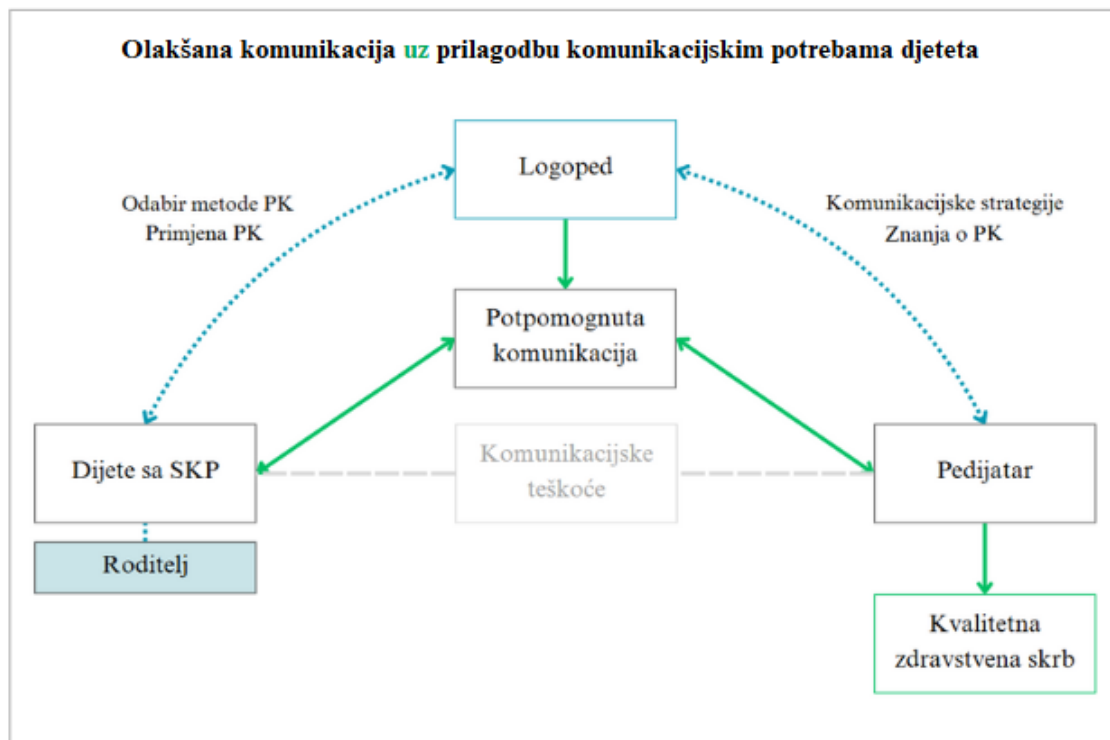 Olakšana komunikacija uz prilagodbu komunikacijskim potrebama djeteta
Logoped
Odabir metode PK
Primjena PK
Komunikacijske strategije
Znanja o PK
Potpomognuta
komunikacija
Dijete sa SKP
Komunikacijske
teškoće
Pedijatar
Roditelj
Kvalitetna
zdravstvena skrb